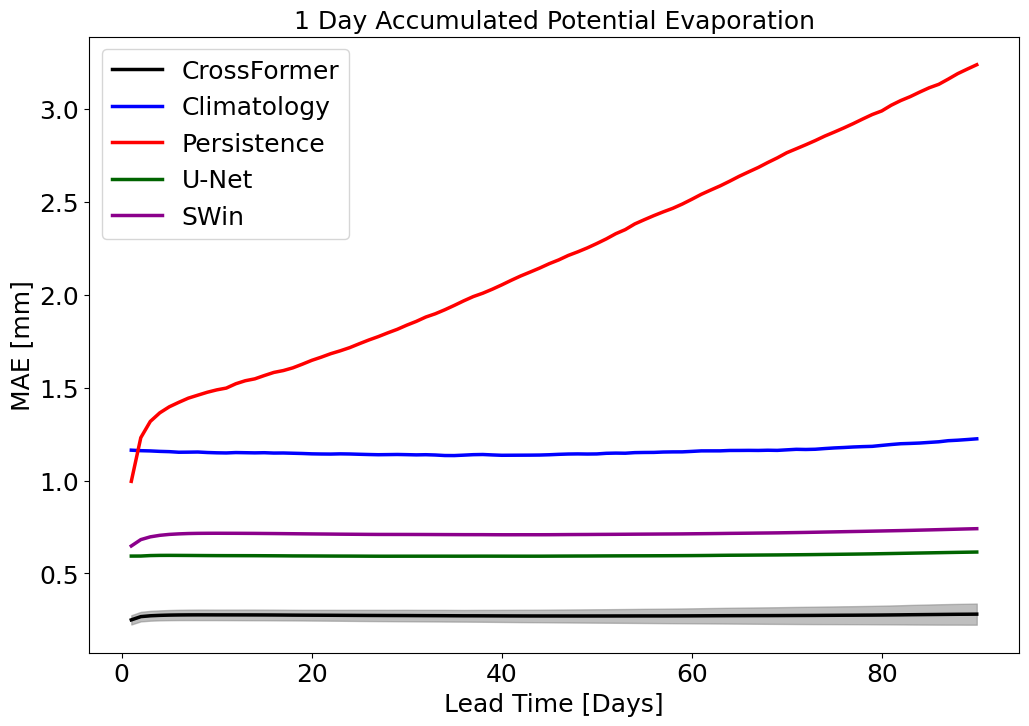 1 Day Accumulated Potential Evaporation
CrossFormer
Climatology
Persistence
U-Net
SWin
MAE [mm]
3.0
2.5
2.0
1.5
1.0
0.5
0 20 40 60 80
Lead Time [Days]